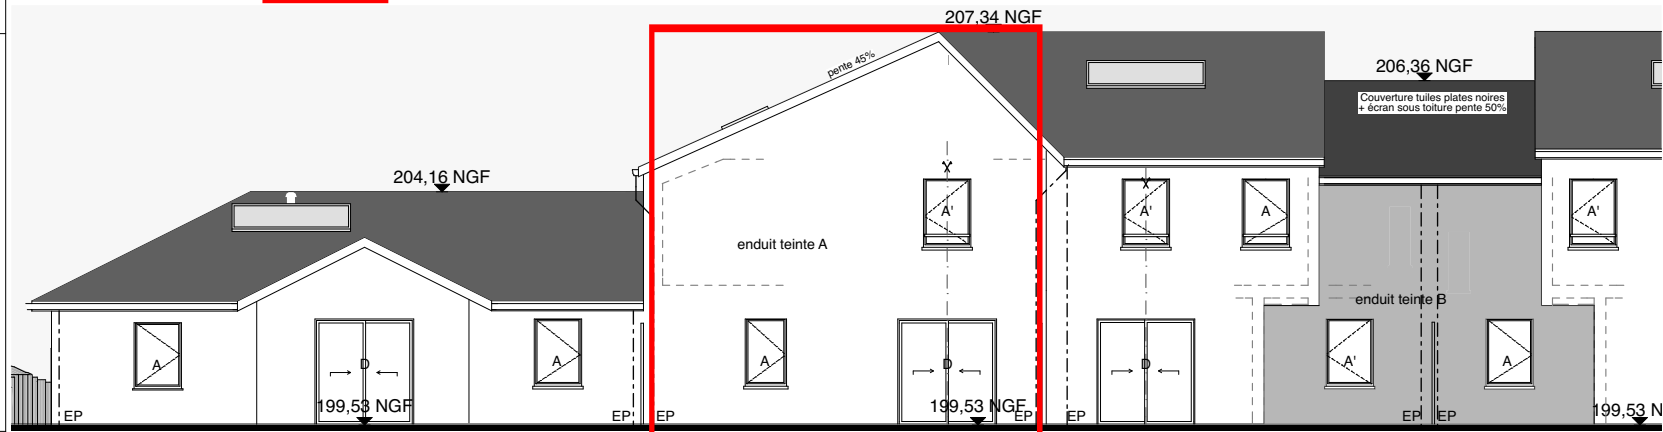 207,34 NGF
pente 45%
206,36 NGF
Couverture tuiles plates noires
+ écran sous toiture pente 50%
204,16 NGF
A'
A'
A
A'
enduit teinte A
enduit teinte B
A
D
A
A
D
D
A'
A
199,53 NGF
199,53 NGF
199,53 N
EP
EP
EP
EP
EP
EP
EP